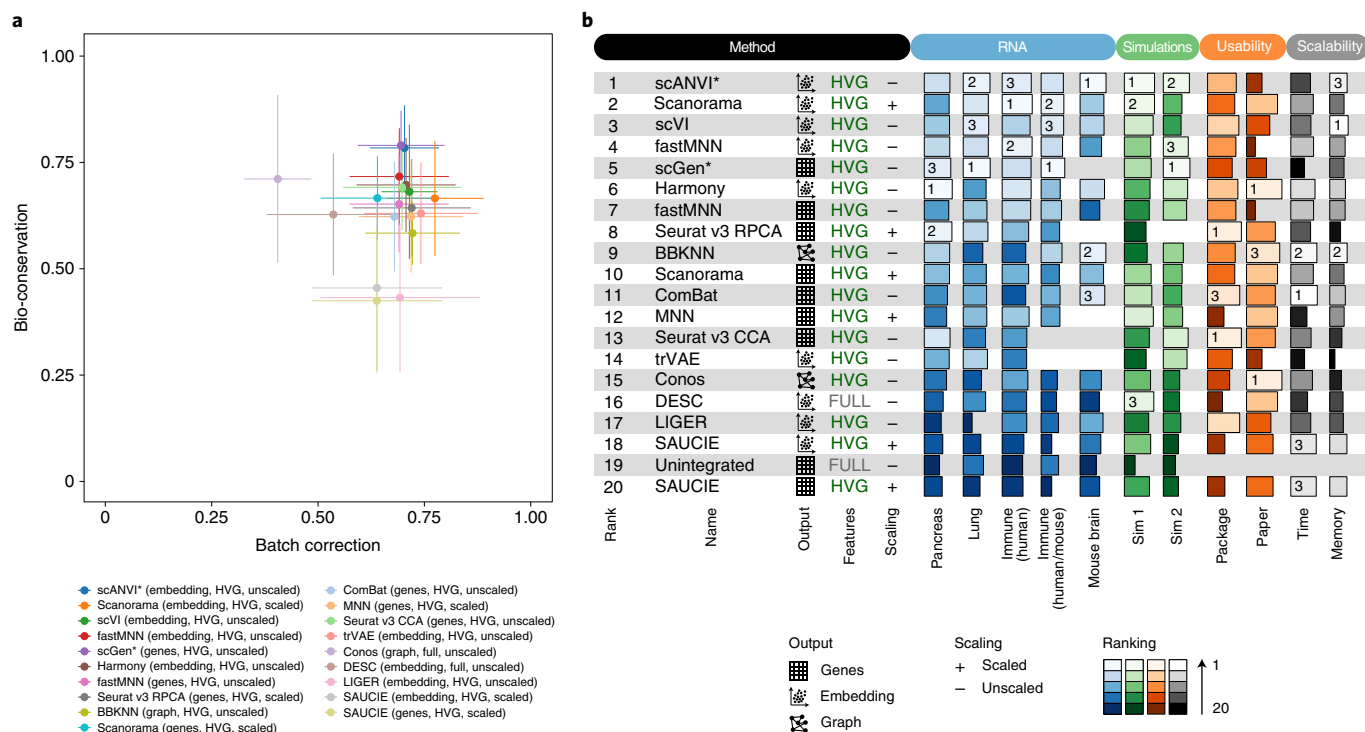 a
Bio-conservation
1.00
0.75
0.50
0.25
0
0
0.25
0.50
0.75
1.00
Batch correction
scANVI* (embedding, HVG, unscaled)
Scanorama (embedding, HVG, scaled)
scVI (embedding, HVG, unscaled)
fastMNN (embedding, HVG, unscaled)
scGen* (genes, HVG, unscaled)
Harmony (embedding, HVG, unscaled)
fastMNN (genes, HVG, unscaled)
Seurat v3 RPCA (genes, HVG, scaled)
BBKNN (graph, HVG, unscaled)
Scanorama (genes, HVG, scaled)
ComBat (genes, HVG, unscaled)
MNN (genes, HVG, scaled)
Seurat v3 CCA (genes, HVG, unscaled)
trVAE (embedding, HVG, unscaled)
Conos (graph, full, unscaled)
DESC (embedding, full, unscaled)
LIGER (embedding, HVG, unscaled)
SAUCIE (embedding, HVG, scaled)
SAUCIE (genes, HVG, scaled)
b
Method RNA Simulations Usability Scalability
1 scANVI* HVG – 2 3 1 1 2 3
2 Scanorama HVG + 1 2 2
3 scVI HVG – 3 3 1
4 fastMNN HVG – 2 3
5 scGen* HVG – 3 1 1 1
6 Harmony HVG – 1 1
7 fastMNN HVG –
8 Seurat v3 RPCA HVG + 2 1
9 BBKNN HVG – 2 3 2 2
10 Scanorama HVG +
11 ComBat HVG – 3 3 1
12 MNN HVG +
13 Seurat v3 CCA HVG – 1
14 trVAE HVG –
15 Conos HVG – 1
16 DESC FULL – 3
17 LIGER HVG –
18 SAUCIE HVG + 3
19 Unintegrated FULL –
20 SAUCIE HVG + 3
Rank
Name
Output
Features
Scaling
Pancreas
Lung
Immune
(human)
Immune
(human/mouse)
Mouse brain
Sim 1
Sim 2
Package
Paper
Time
Memory
Output
Genes
Embedding
Graph
Scaling
+ Scaled
– Unscaled
Ranking
1
20